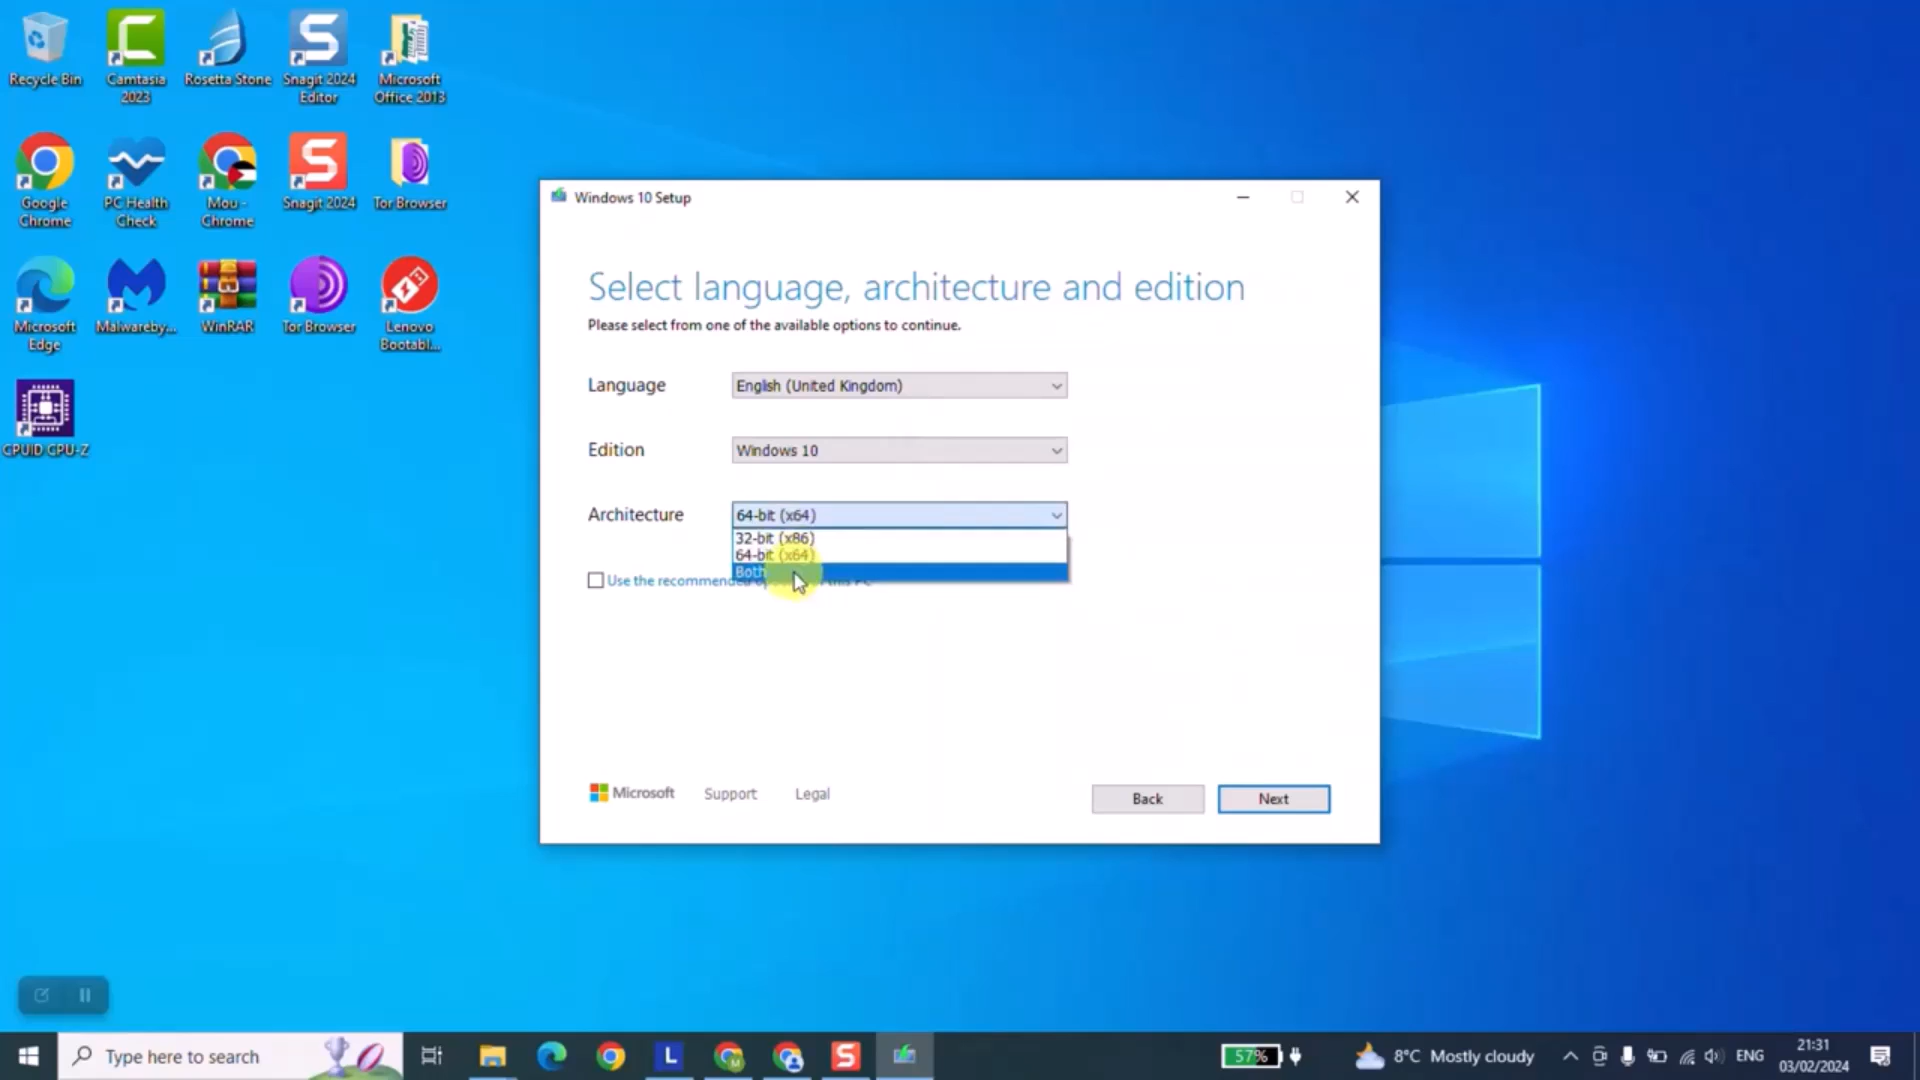 Recycle Bin
Camtasia
2023
Rosetta Stone
Snagit 2024
Editor
Microsoft
Office 2013
Google
Chrome
PC Health
Check
Mou -
Chrome
Snagit 2024
Tor Browser
Microsoft
Edge
Malwareby...
WinRAR
Tor Browser
Lenovo
Bootabl...
CPUID CPU-Z
Windows 10 Setup
Select language, architecture and edition
Please select from one of the available options to continue.
Language
English (United Kingdom)
Edition
Windows 10
Architecture
64-bit (x64)
32-bit (x86)
64-bit (x64)
Both
Use the recommended
Microsoft
Support
Legal
Back
Next
Type here to search
57%
8°C Mostly cloudy
ENG
21:31
03/02/2024